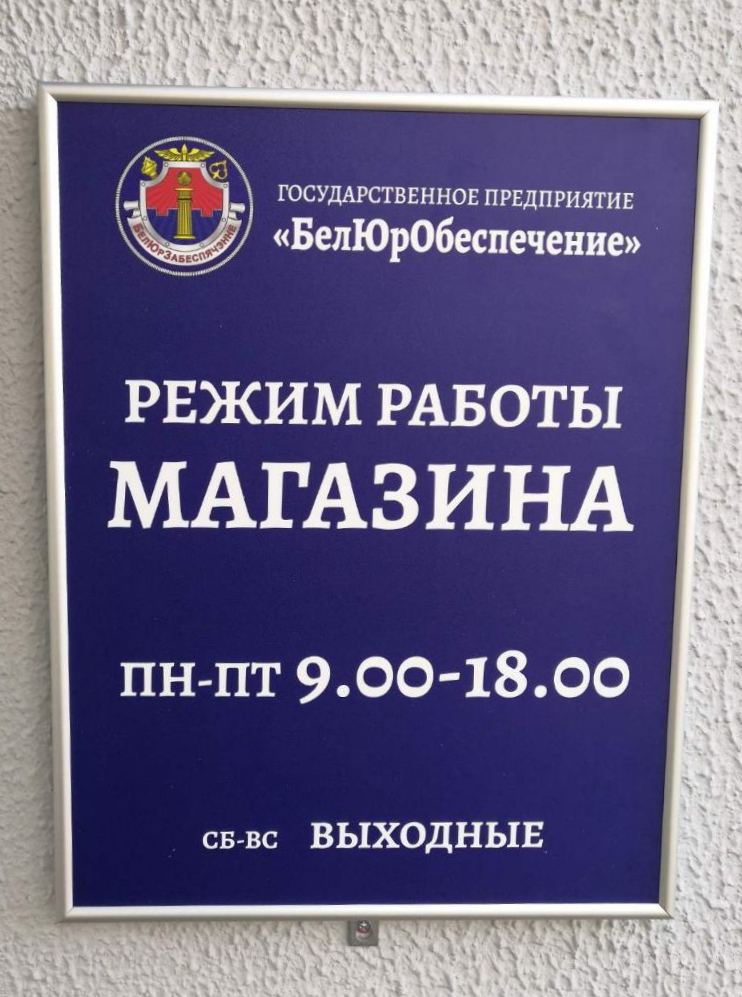 БЕЛЮРЗАБЕСПЯЧЭННЕ
ГОСУДАРСТВЕННОЕ ПРЕДПРИЯТИЕ
«БелЮрОбеспечение»
РЕЖИМ РАБОТЫ
МАГАЗИНА
ПН-ПТ 9.00-18.00
СБ-ВС ВЫХОДНЫЕ